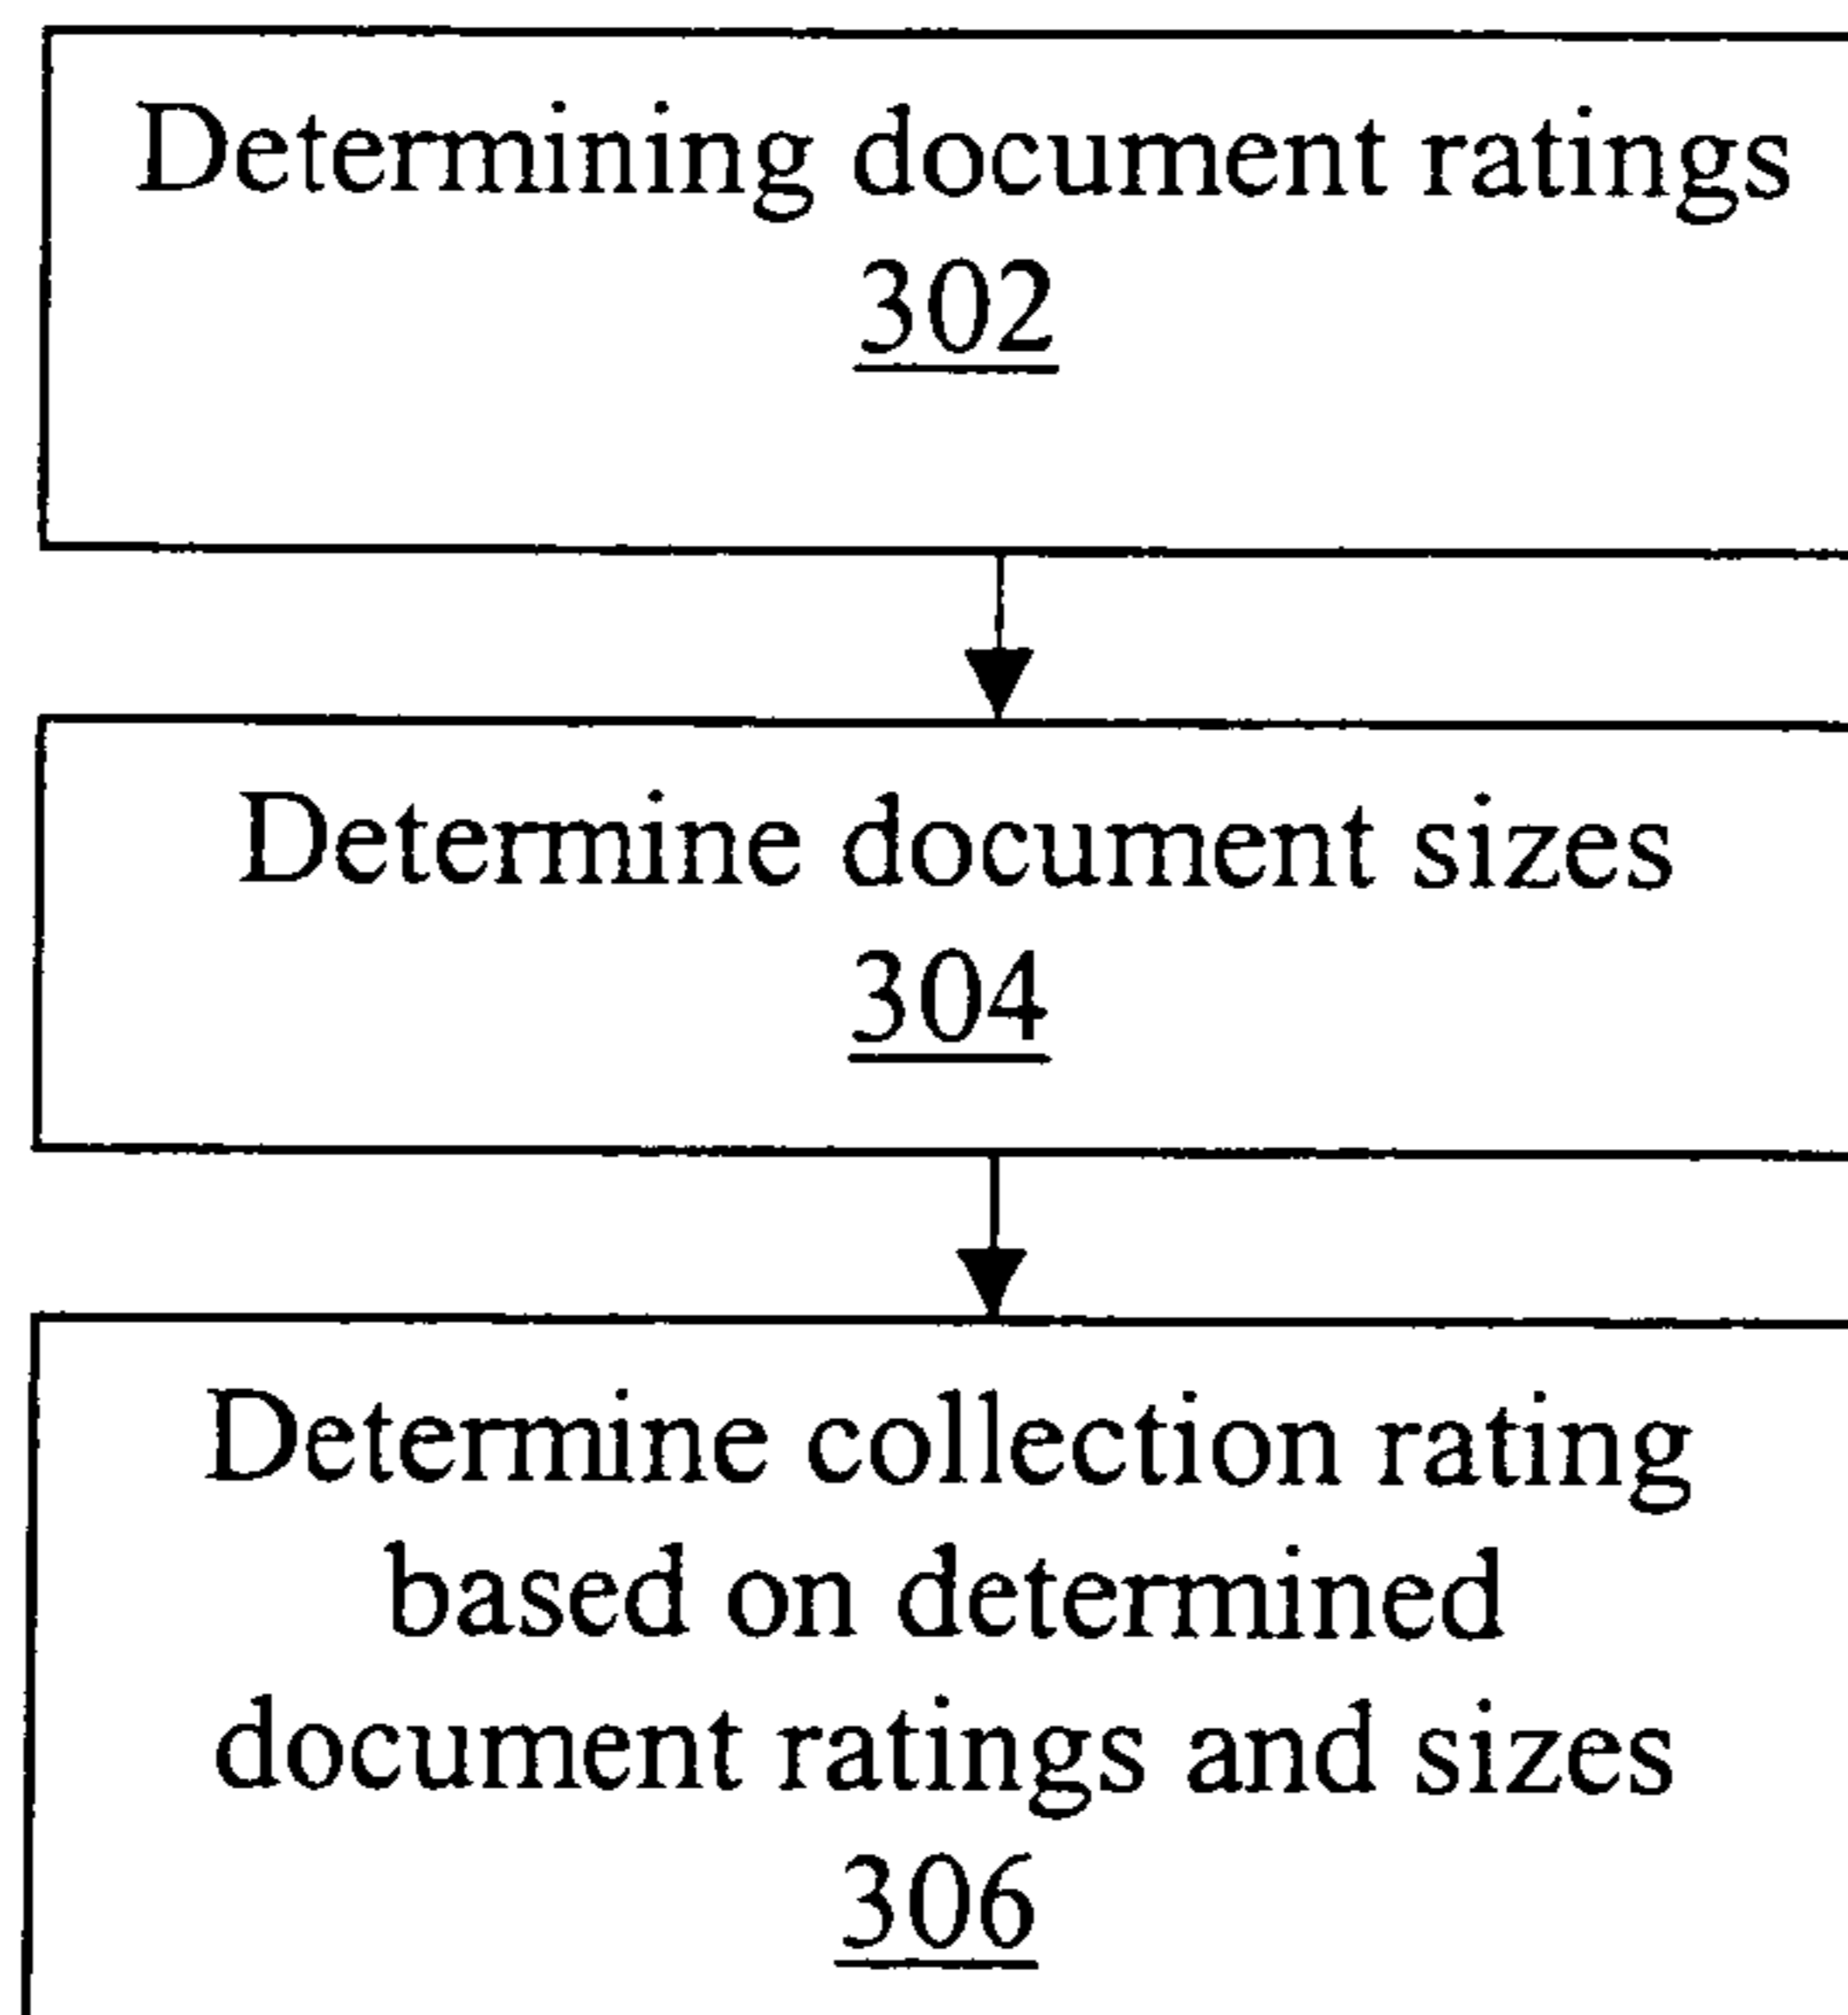 Determining document ratings
302
Determine document sizes
304
Determine collection rating
based on determined
document ratings and sizes
306